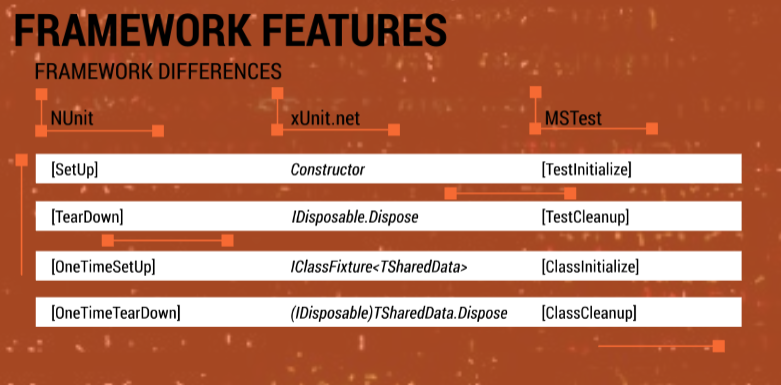 FRAMEWORK FEATURES
FRAMEWORK DIFFERENCES
NUnit xUnit.net MSTest
[SetUp] Constructor [TestInitialize]
[TearDown] IDisposable.Dispose [TestCleanup]
[OneTimeSetUp] IClassFixture<TSharedData> [ClassInitialize]
[OneTimeTearDown] (IDisposable)TSharedData.Dispose [ClassCleanup]